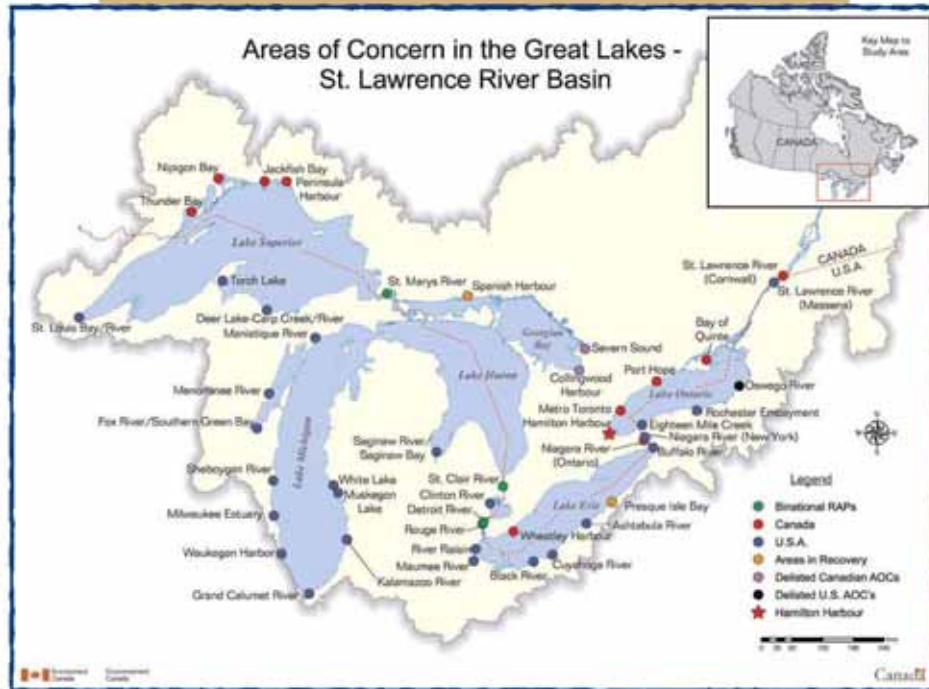 Areas of Concern in the Great Lakes -
St. Lawrence River Basin
Key Map to
Study Area
CANADA
Nipigon Bay
Jackfish Bay
Peninsula
Harbour
Thunder Bay
Lake Superior
St. Marys River
Spanish Harbour
CANADA
U.S.A.
St. Lawrence River
(Cornwall)
St. Lawrence River
(Massena)
Torch Lake
St. Louis Bay/River
Deer Lake-Carp Creek/River
Manistique River
Georgian
Bay
Severn Sound
Collingwood
Harbour
Bay of
Quinte
Port Hope
Lake Ontario
Oswego River
Lake Huron
Menominee River
Fox River/Southern Green Bay
Metro Toronto
Hamilton Harbour
Rochester Embayment
Eighteen Mile Creek
Niagara River (New York)
Niagara River
(Ontario)
Buffalo River
Saginaw River/
Saginaw Bay
Lake Michigan
Sheboygan River
White Lake
Muskegon
Lake
St. Clair River
Clinton River
Detroit River
Rouge River
Lake Erie
Presque Isle Bay
Ashtabula River
Wheatley Harbour
Milwaukee Estuary
Waukegon Harbor
River Raisin
Maumee River
Black River
Cuyahoga River
Kalamazoo River
Grand Calumet River
Legend
Binational RAPs
Canada
U.S.A.
Areas in Recovery
Delisted Canadian AOCs
Delisted U.S. AOC's
Hamilton Harbour
Environment
Canada
Environnement
Canada
Canada